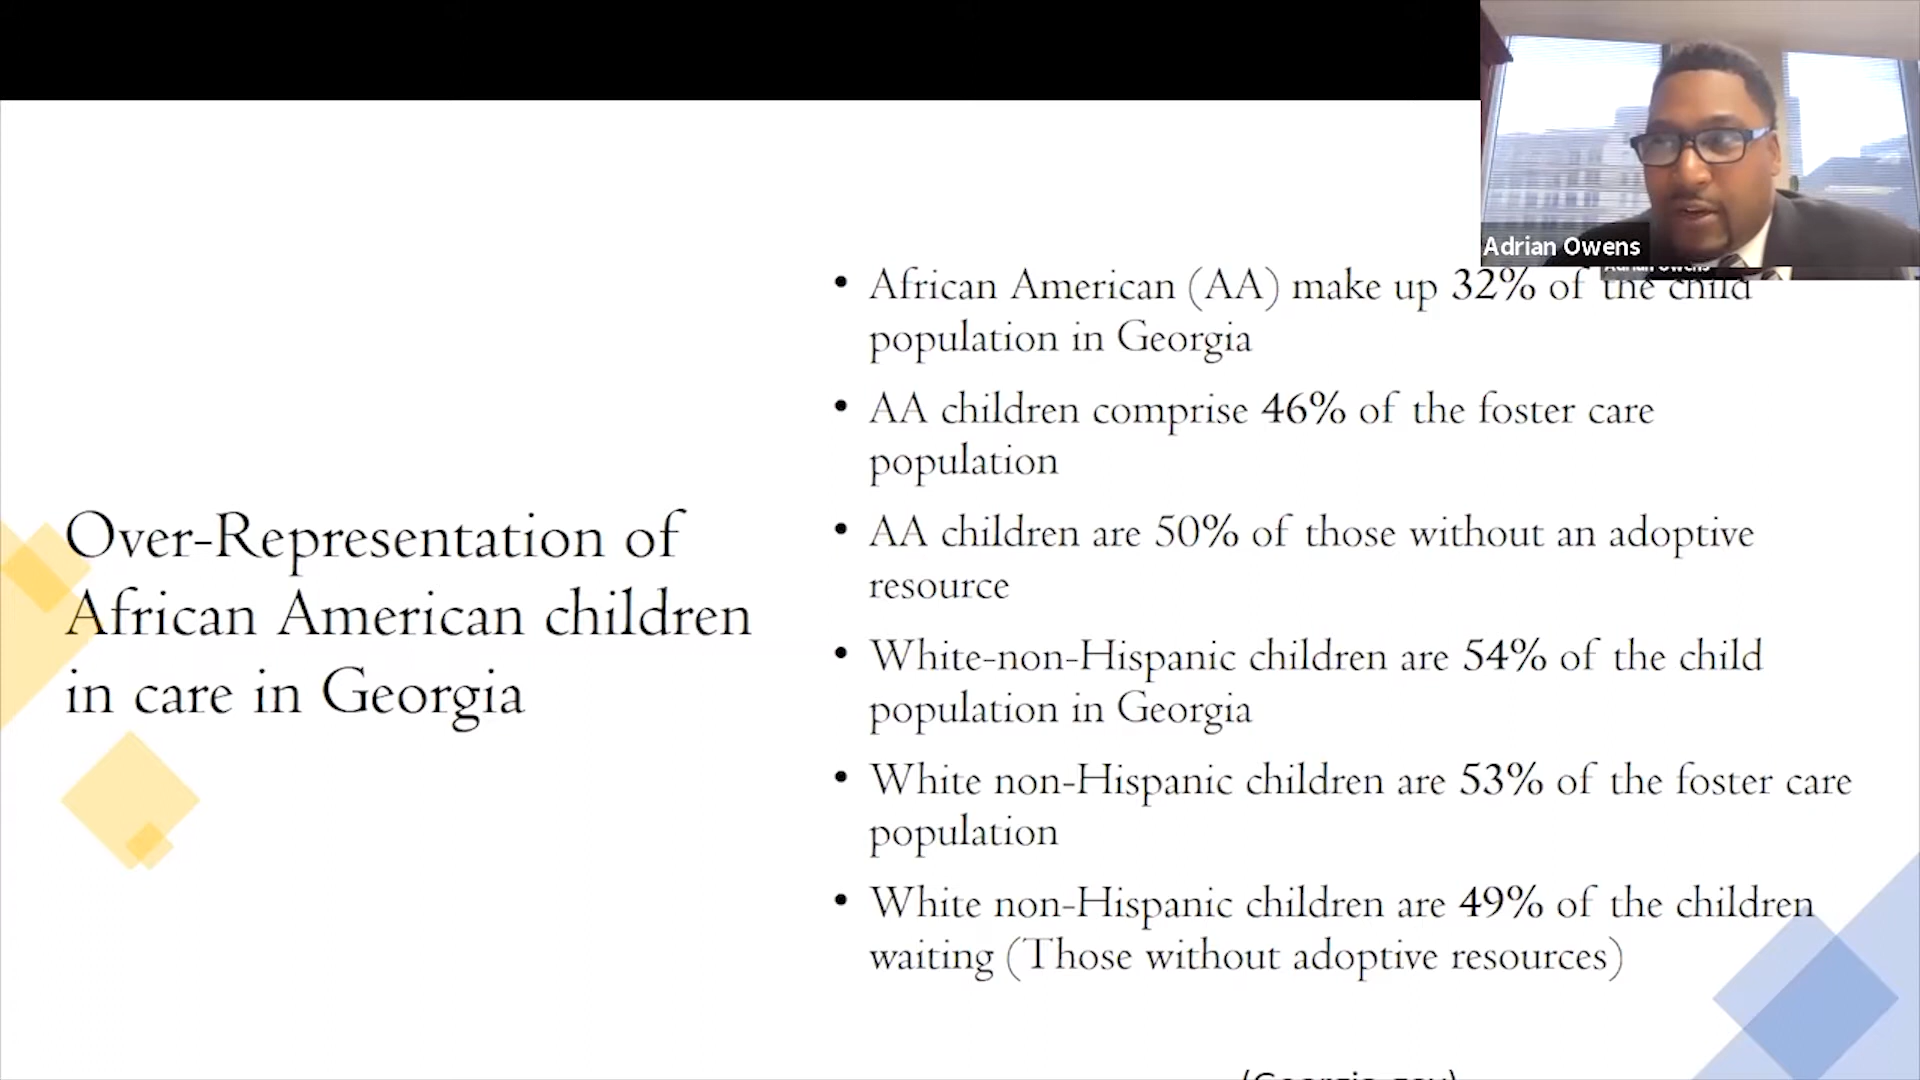 Adrian Owens
Adrian Owens
Over-Representation of
African American children
in care in Georgia
• African American (AA) make up 32% of the child
population in Georgia
• AA children comprise 46% of the foster care
population
• AA children are 50% of those without an adoptive
resource
• White-non-Hispanic children are 54% of the child
population in Georgia
• White non-Hispanic children are 53% of the foster care
population
• White non-Hispanic children are 49% of the children
waiting (Those without adoptive resources)
(Georgia.gov)